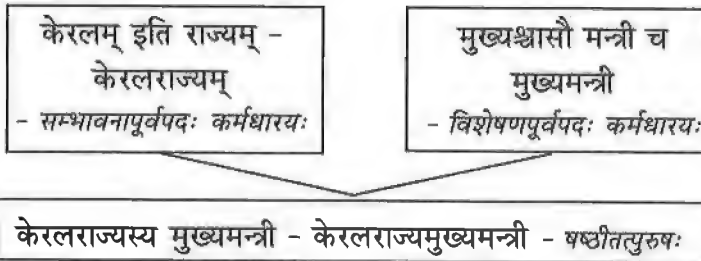 केरलम् इति राज्यम् -
केरलराज्यम्
- सम्भावनापूर्वपदः कर्मधारयः
मुख्यश्चासौ मन्त्री च
मुख्यमन्त्री
- विशेषणपूर्वपदः कर्मधारयः
केरलराज्यस्य मुख्यमन्त्री - केरलराज्यमुख्यमन्त्री - षष्ठीतत्पुरुषः